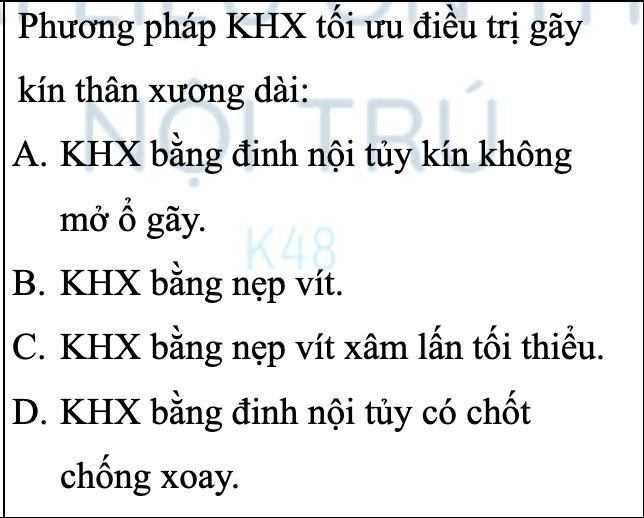 Phương pháp KHX tối ưu điều trị gãy
kín thân xương dài:
NỘI TRÚ
A. KHX bằng đinh nội tủy kín không
mở ổ gãy.
K48
B. KHX bằng nẹp vít.
C. KHX bằng nẹp vít xâm lấn tối thiểu.
D. KHX bằng đinh nội tủy có chốt
chống xoay.